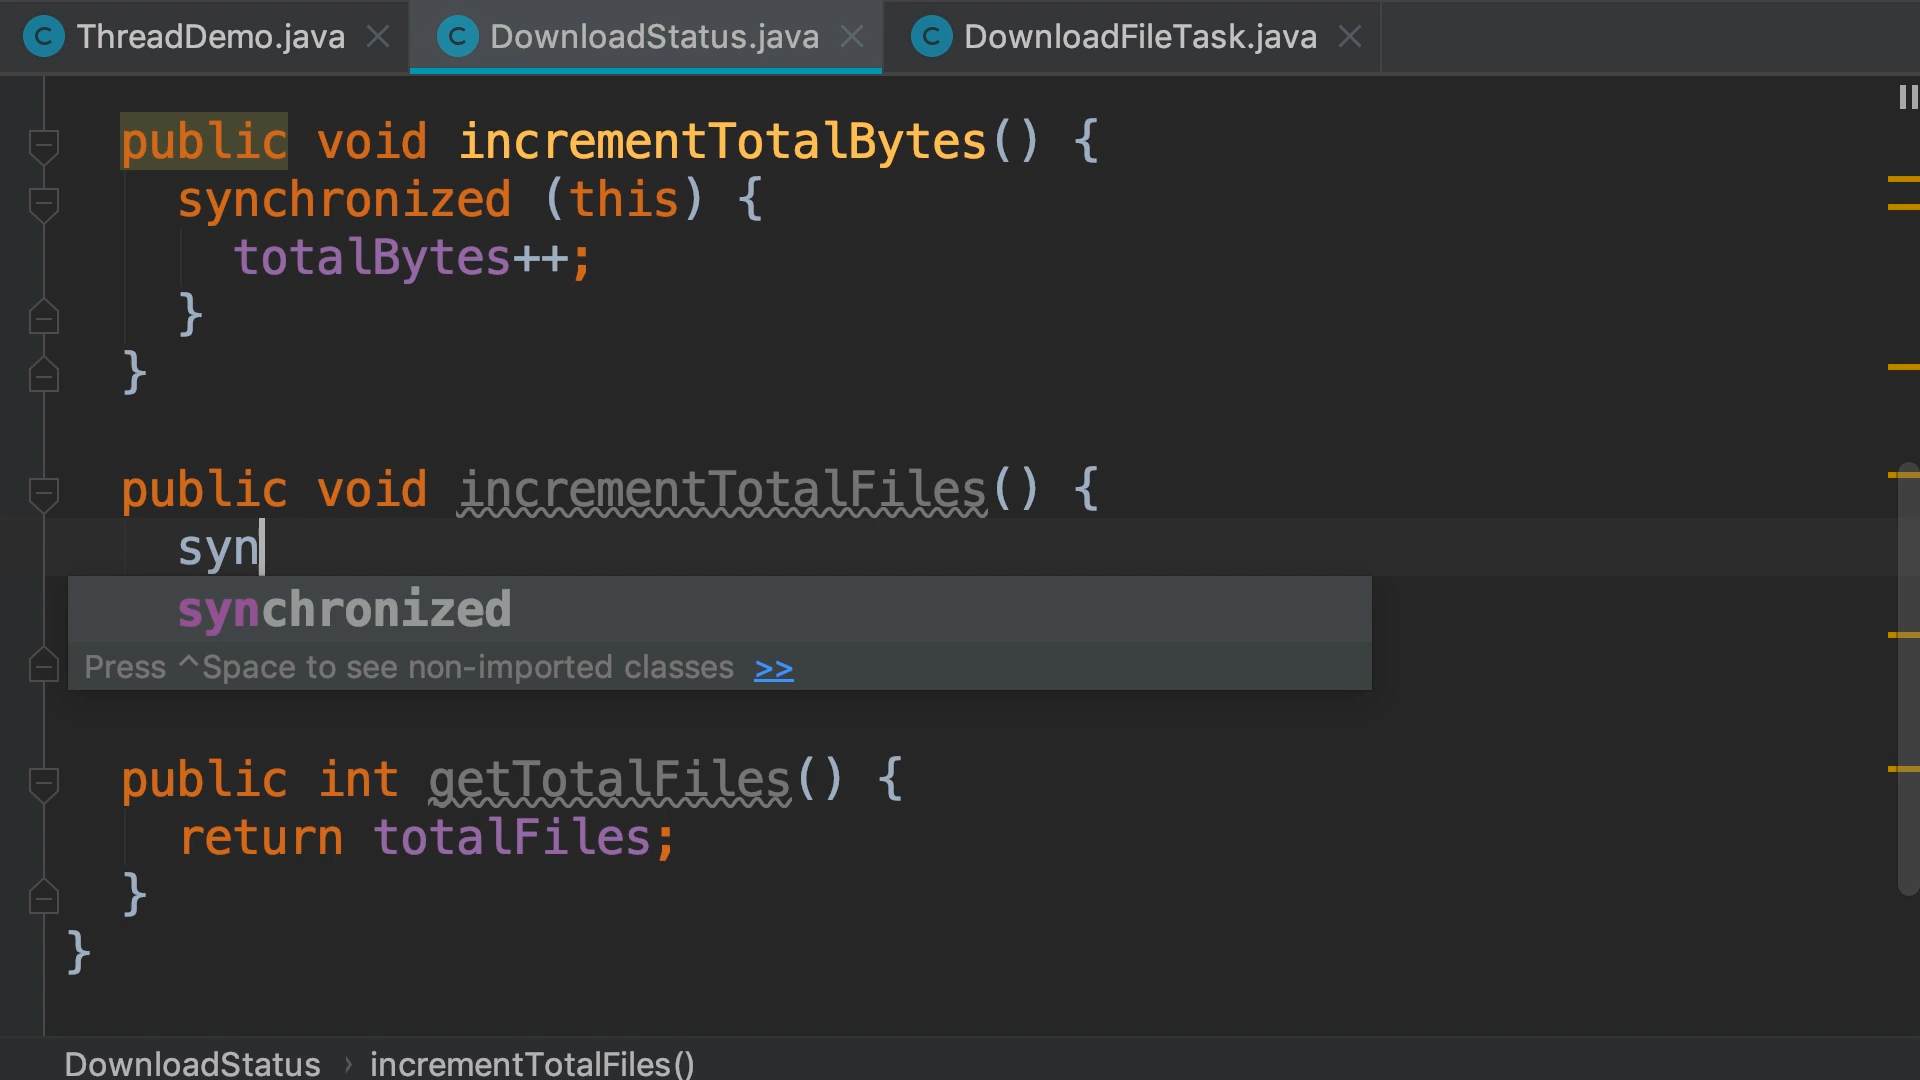 ThreadDemo.java DownloadStatus.java DownloadFileTask.java
public void incrementTotalBytes() {
synchronized (this) {
totalBytes++;
}
}
public void incrementTotalFiles() {
syn
synchronized
Press ^Space to see non-imported classes >>
public int getTotalFiles() {
return totalFiles;
}
}
DownloadStatus › incrementTotalFiles()